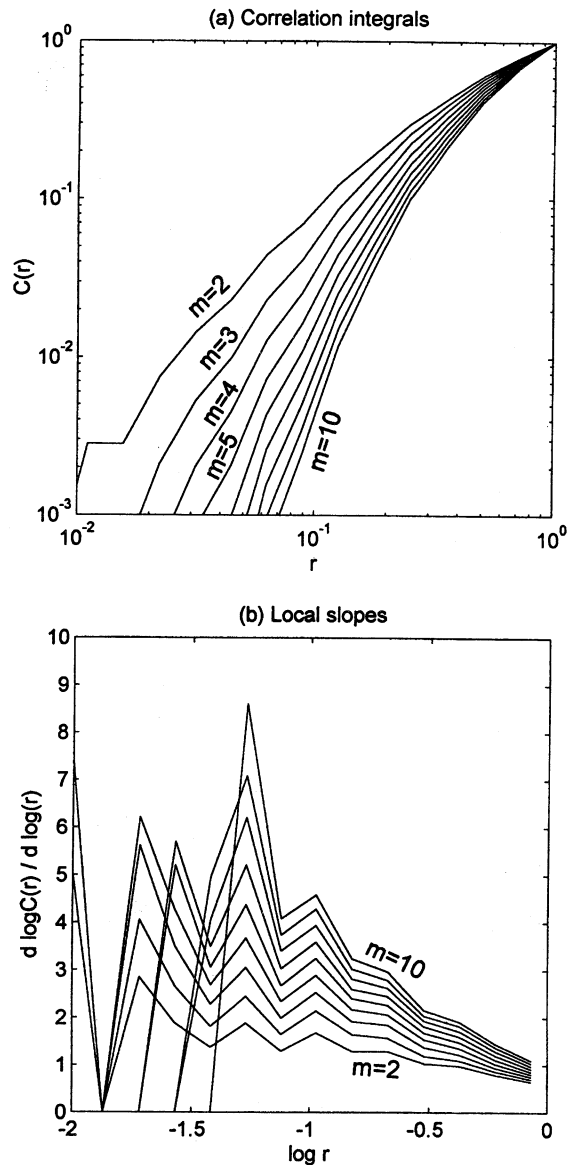 (a) Correlation integrals
10^0
10^-1
10^-2
10^-3
C(r)
m=2
m=3
m=4
m=5
m=10
10^-2
10^-1
10^0
r
(b) Local slopes
10
9
8
7
6
5
4
3
2
1
0
d logC(r) / d log(r)
m=10
m=2
-2
-1.5
-1
-0.5
0
log r